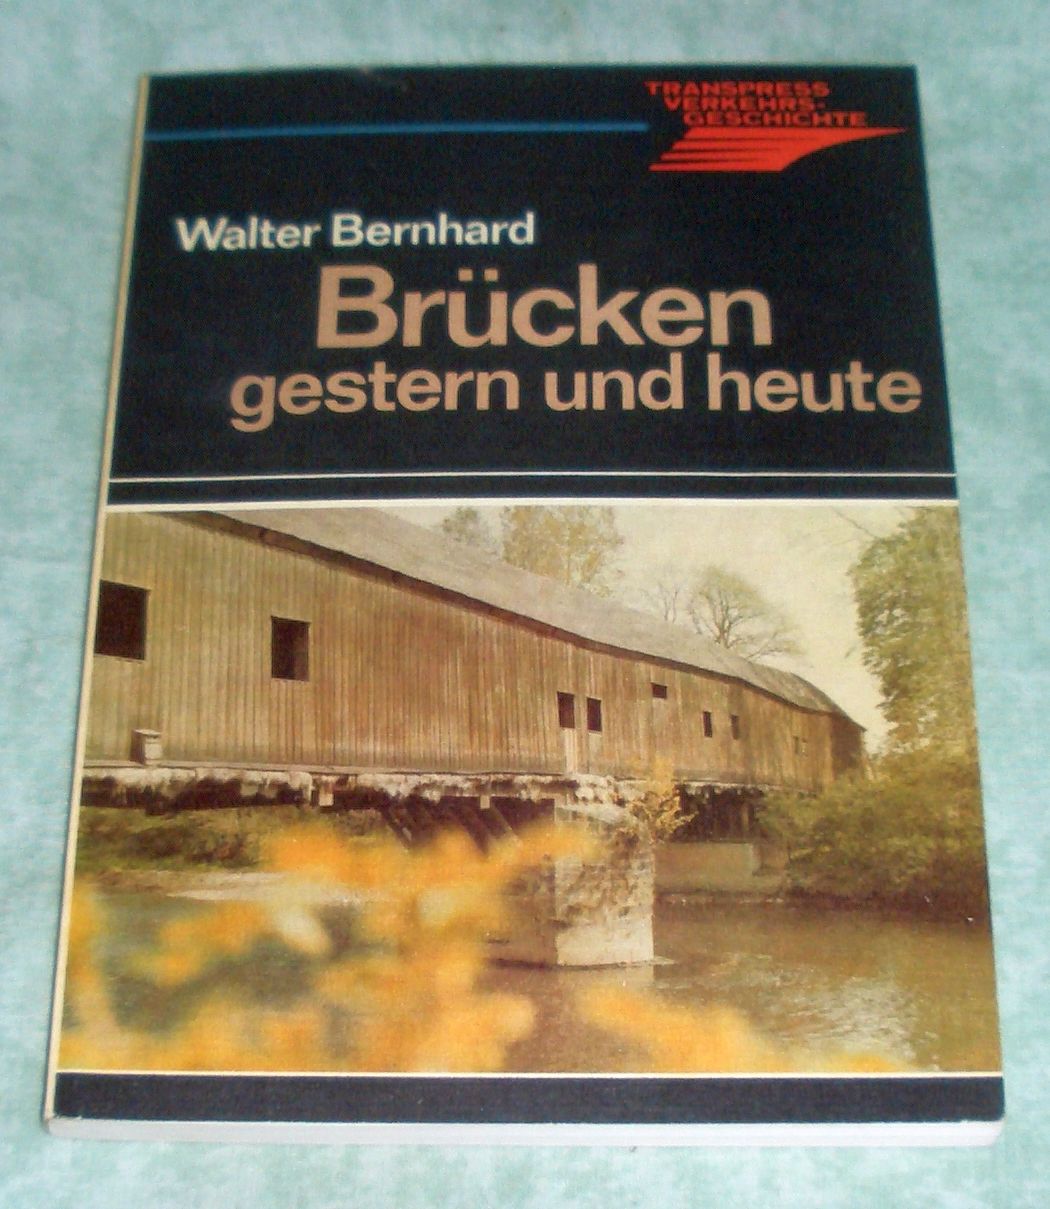 TRANSPRESS
VERKEHRS-
GESCHICHTE
Walter Bernhard
Brücken
gestern und heute